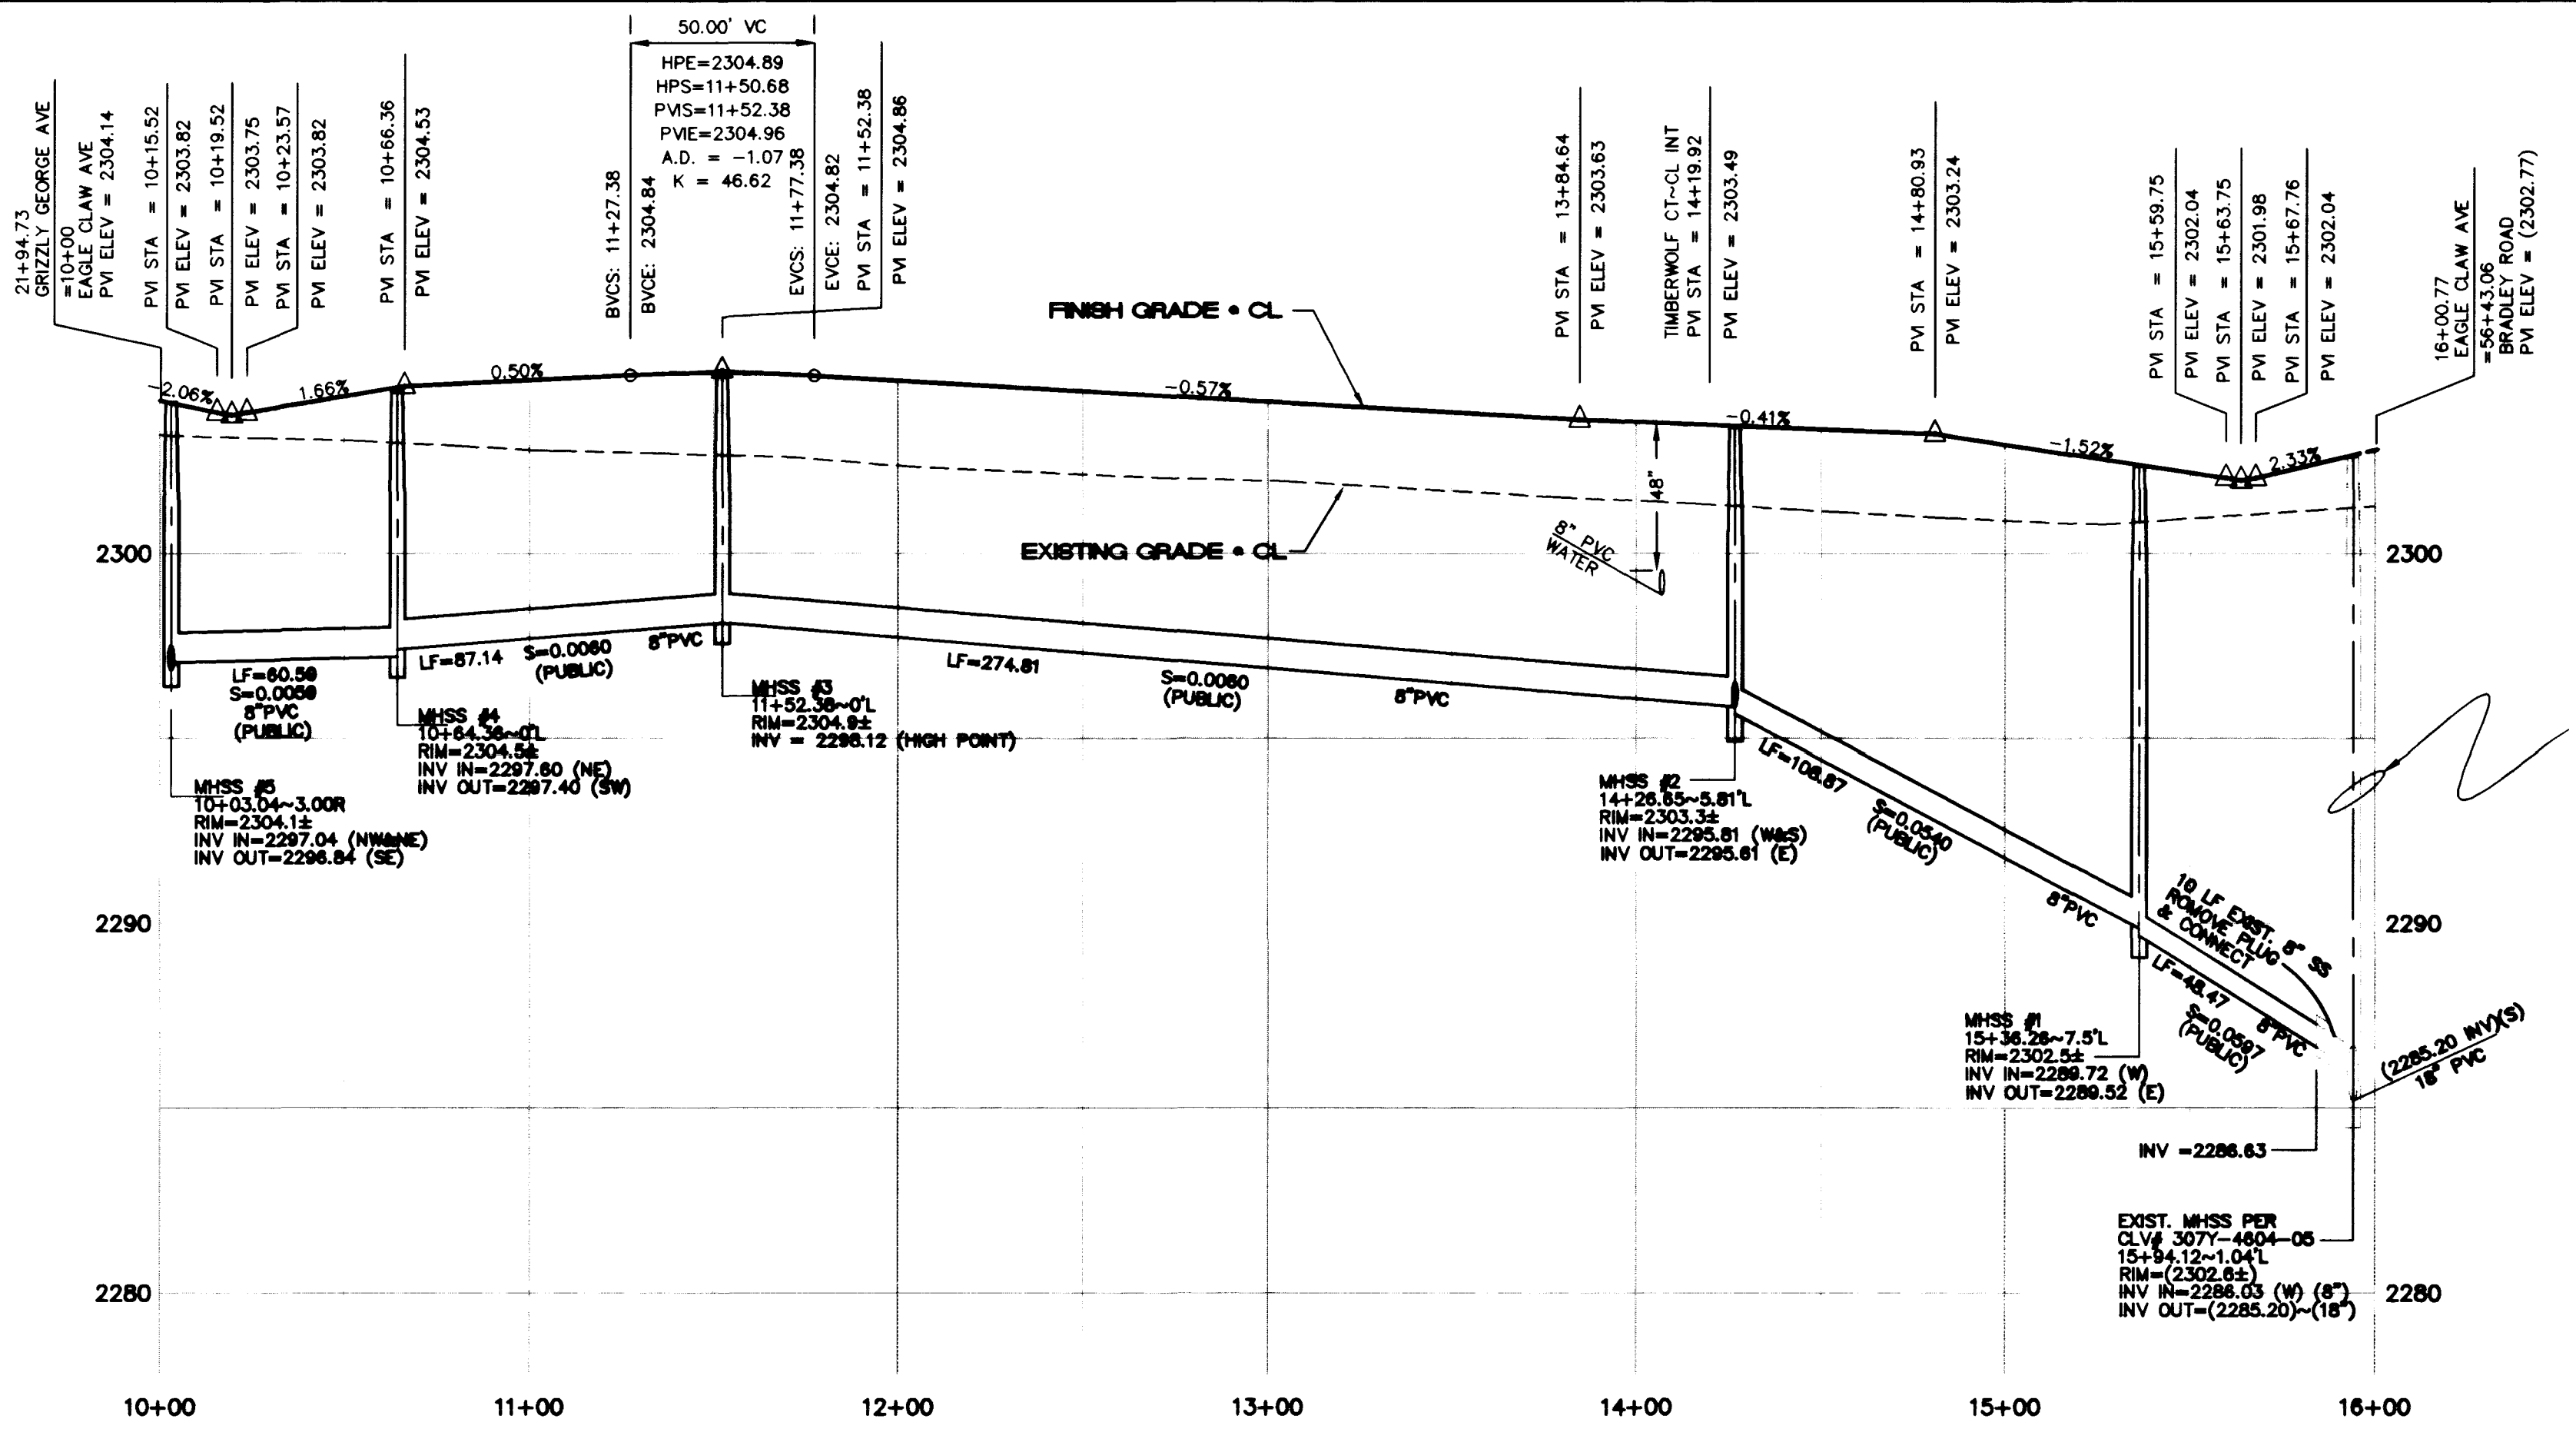 50.00' VC
HPE=2304.89
HPS=11+50.68
PVIS=11+52.38
PVIE=2304.96
A.D. = -1.07
K = 46.62
21+94.73
GRIZZLY GEORGE AVE
=10+00
EAGLE CLAW AVE
PVI ELEV = 2304.14
PVI STA = 10+15.52
PVI ELEV = 2303.82
PVI STA = 10+19.52
PVI ELEV = 2303.75
PVI STA = 10+23.57
PVI ELEV = 2303.82
PVI STA = 10+66.36
PVI ELEV = 2304.53
BVCS: 11+27.38
BVCE: 2304.84
EVCS: 11+77.38
EVCE: 2304.82
PVI STA = 11+52.38
PVI ELEV = 2304.86
PVI STA = 13+84.64
PVI ELEV = 2303.63
TIMBERWOLF CT~CL INT
PVI STA = 14+19.92
PVI ELEV = 2303.49
PVI STA = 14+80.93
PVI ELEV = 2303.24
PVI STA = 15+59.75
PVI ELEV = 2302.04
PVI STA = 15+63.75
PVI ELEV = 2301.98
PVI STA = 15+67.76
PVI ELEV = 2302.04
16+00.77
EAGLE CLAW AVE
=56+43.06
BRADLEY ROAD
PVI ELEV = (2302.77)
FINISH GRADE • CL
-2.06%
1.66%
0.50%
-0.57%
-0.41%
-1.52%
2.33%
48"
8" PVC
WATER
EXISTING GRADE • CL
2300
2300
LF=60.59
S=0.0059
8"PVC
(PUBLIC)
LF=87.14
S=0.0060
(PUBLIC)
8"PVC
LF=274.81
S=0.0060
(PUBLIC)
8"PVC
MHSS #5
10+03.04~3.00R
RIM=2304.1±
INV IN=2297.04 (NW&NE)
INV OUT=2296.84 (SE)
MHSS #4
10+64.36~0'L
RIM=2304.5±
INV IN=2297.60 (NE)
INV OUT=2297.40 (SW)
MHSS #3
11+52.38~0'L
RIM=2304.9±
INV = 2298.12 (HIGH POINT)
MHSS #2
14+26.65~5.81'L
RIM=2303.3±
INV IN=2295.81 (W&S)
INV OUT=2295.61 (E)
LF=108.87
S=0.0540
(PUBLIC)
8"PVC
2290
2290
10 LF EXIST. 8" SS
ROMOVE PLUG
& CONNECT
LF=48.47
8"PVC
S=0.0597
(PUBLIC)
MHSS #1
15+36.26~7.5'L
RIM=2302.5±
INV IN=2289.72 (W)
INV OUT=2289.52 (E)
(2285.20 INV)(S)
18" PVC
INV =2286.63
EXIST. MHSS PER
CLV# 307Y-4604-05
15+94.12~1.04'L
RIM=(2302.6±)
INV IN=2286.03 (W) (8")
INV OUT=(2285.20)~(18")
2280
2280
10+00
11+00
12+00
13+00
14+00
15+00
16+00